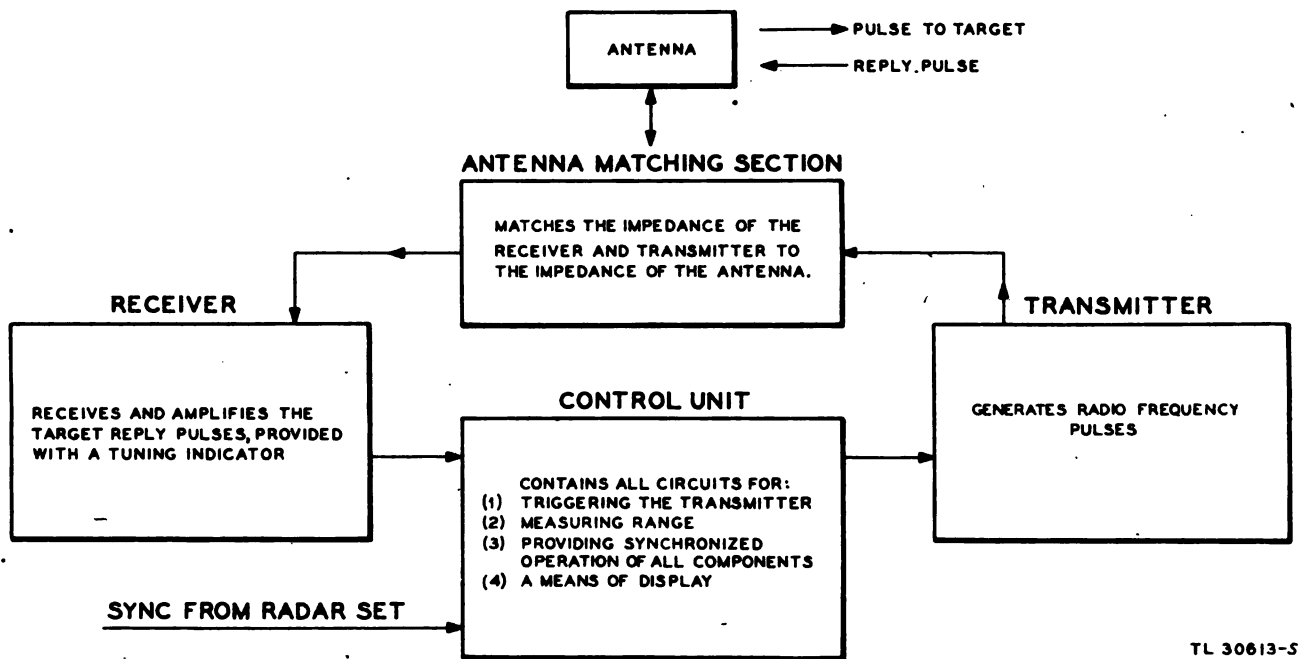 ANTENNA
PULSE TO TARGET
REPLY.PULSE
ANTENNA MATCHING SECTION
MATCHES THE IMPEDANCE OF THE
RECEIVER AND TRANSMITTER TO
THE IMPEDANCE OF THE ANTENNA.
RECEIVER
RECEIVES AND AMPLIFIES THE
TARGET REPLY PULSES, PROVIDED
WITH A TUNING INDICATOR
TRANSMITTER
GENERATES RADIO FREQUENCY
PULSES
CONTROL UNIT
CONTAINS ALL CIRCUITS FOR:
(1) TRIGGERING THE TRANSMITTER
(2) MEASURING RANGE
(3) PROVIDING SYNCHRONIZED
OPERATION OF ALL COMPONENTS
(4) A MEANS OF DISPLAY
SYNC FROM RADAR SET
TL 30613-S